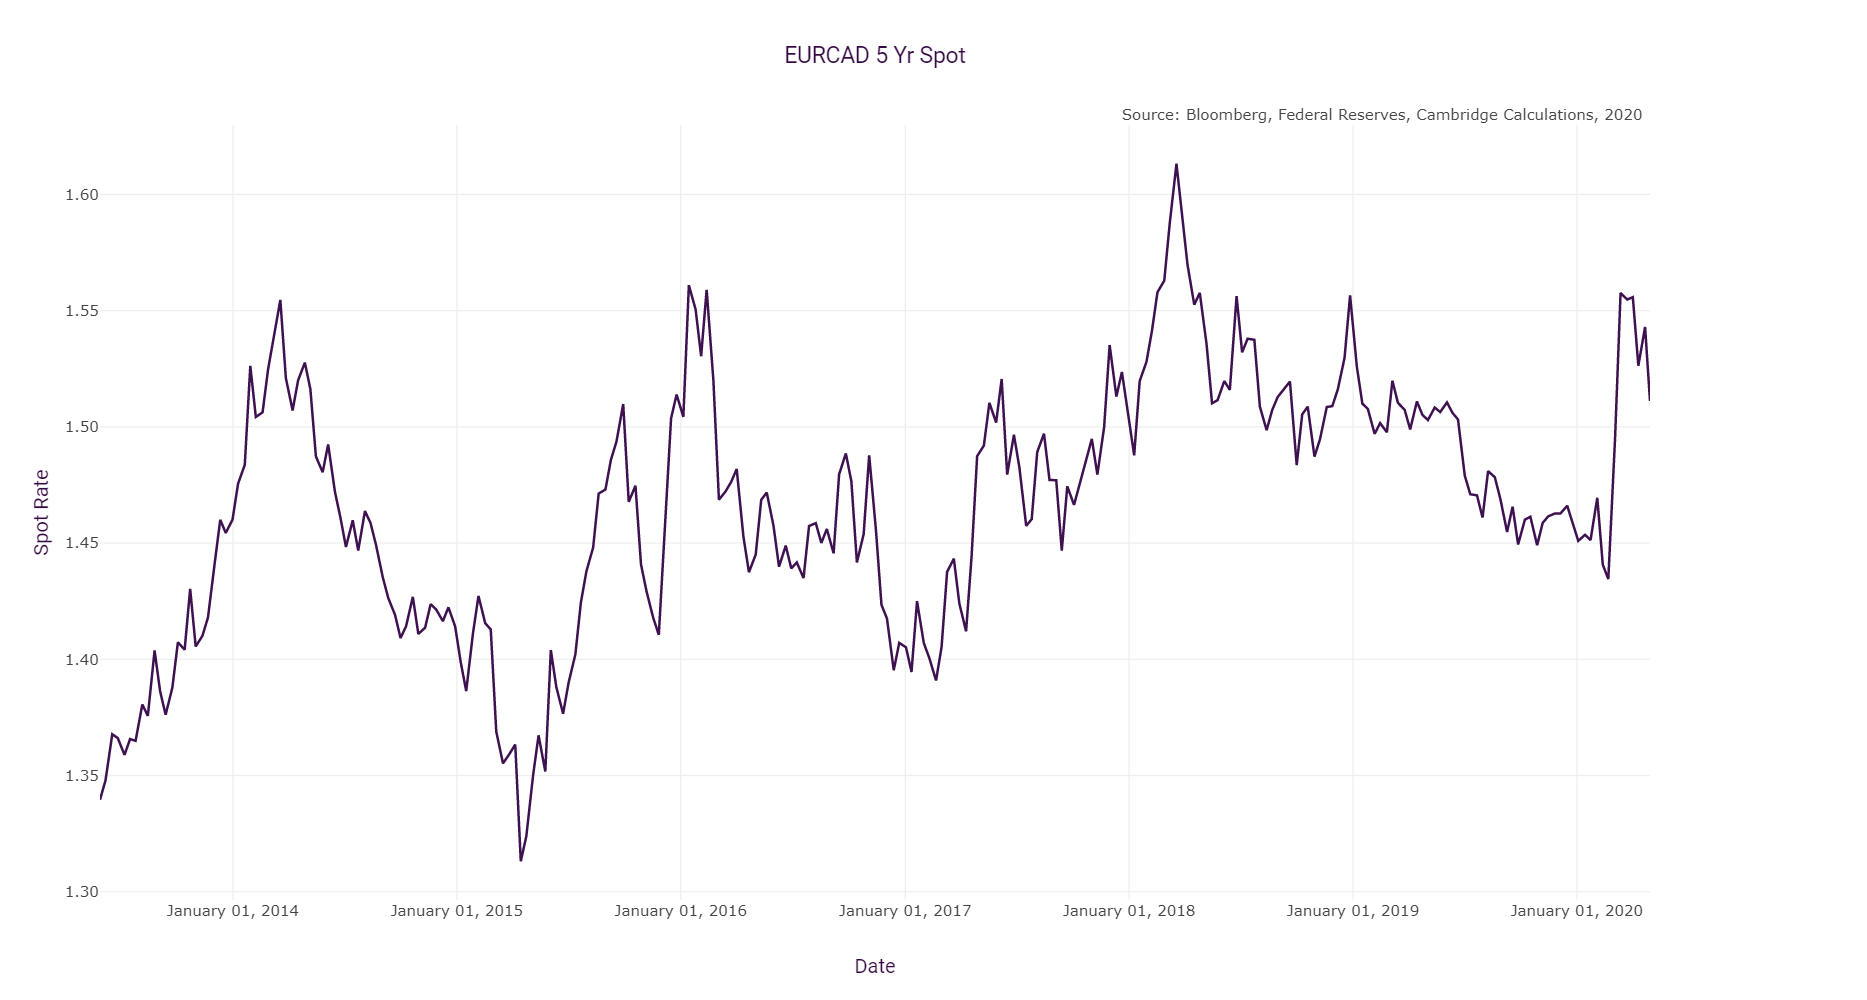 EURCAD 5 Yr Spot
Source: Bloomberg, Federal Reserves, Cambridge Calculations, 2020
1.60
1.55
1.50
1.45
1.40
1.35
1.30
Spot Rate
January 01, 2014
January 01, 2015
January 01, 2016
January 01, 2017
January 01, 2018
January 01, 2019
January 01, 2020
Date